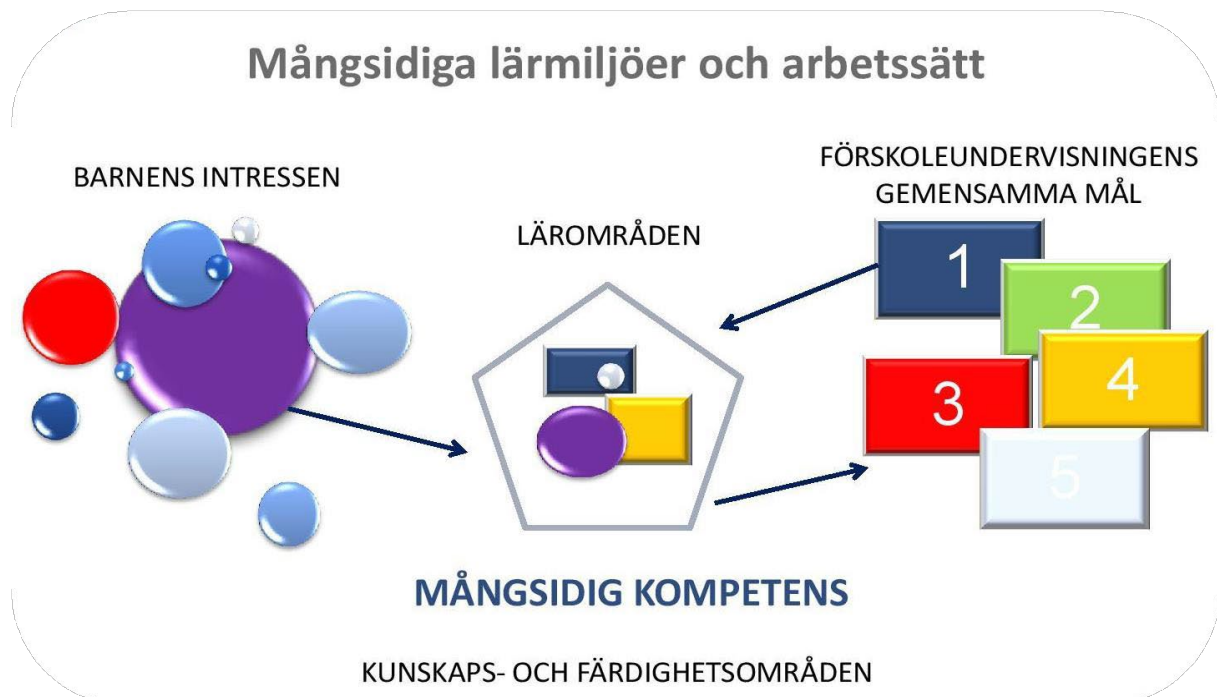 Mångsidiga lärmiljöer och arbetssätt
BARNENS INTRESSEN
LÄROMRÅDEN
FÖRSKOLEUNDERVISNINGENS
GEMENSAMMA MÅL
1
2
3
4
5
MÅNGSIDIG KOMPETENS
KUNSKAPS- OCH FÄRDIGHETSOMRÅDEN